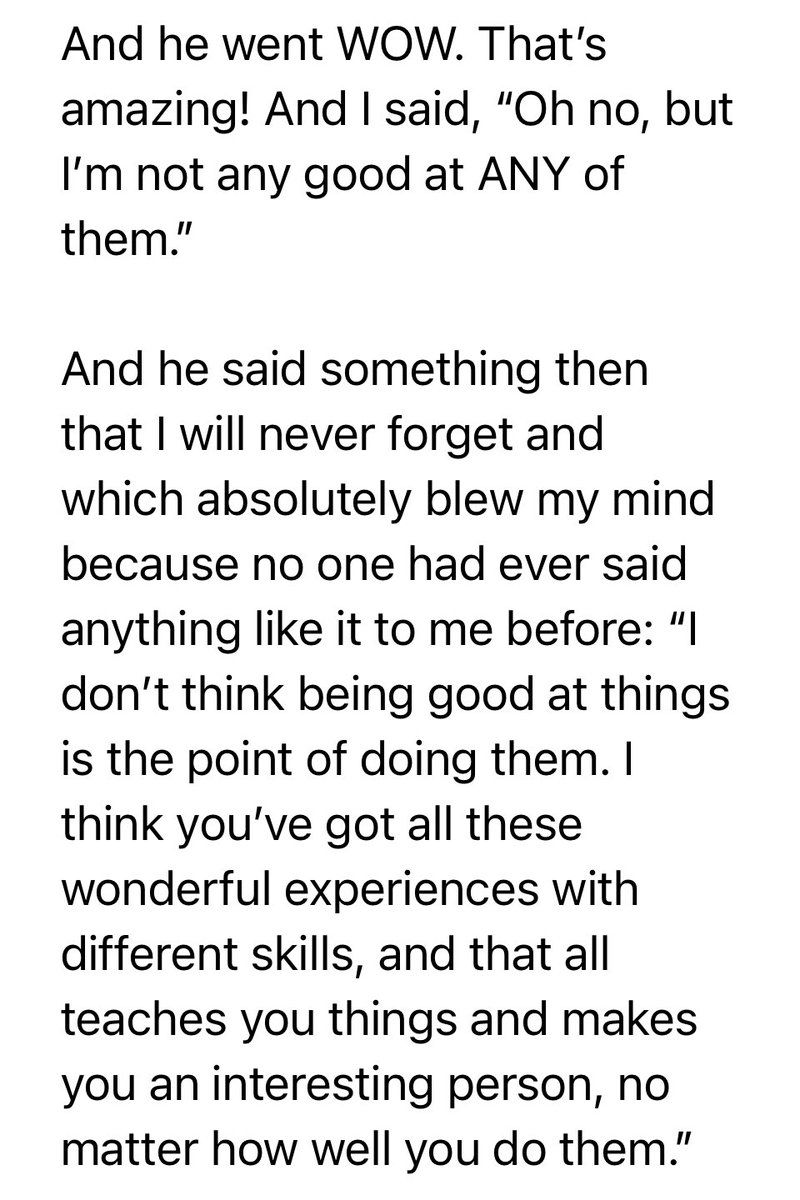 And he went WOW. That’s
amazing! And I said, “Oh no, but
I’m not any good at ANY of
them.”
And he said something then
that I will never forget and
which absolutely blew my mind
because no one had ever said
anything like it to me before: “I
don’t think being good at things
is the point of doing them. I
think you’ve got all these
wonderful experiences with
different skills, and that all
teaches you things and makes
you an interesting person, no
matter how well you do them.”